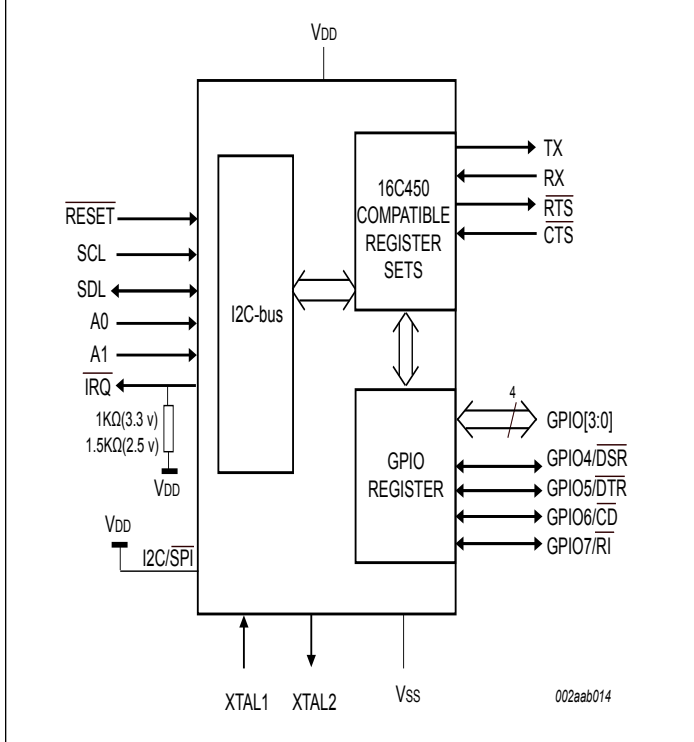 VDD
16C450
COMPATIBLE
REGISTER
SETS
TX
RX
RTS
CTS
RESET
SCL
SDL
A0
A1
IRQ
I2C-bus
1KΩ(3.3 v)
1.5KΩ(2.5 v)
VDD
VDD
I2C/SPI
GPIO
REGISTER
4
GPIO[3:0]
GPIO4/DSR
GPIO5/DTR
GPIO6/CD
GPIO7/RI
XTAL1
XTAL2
VSS
002aab014